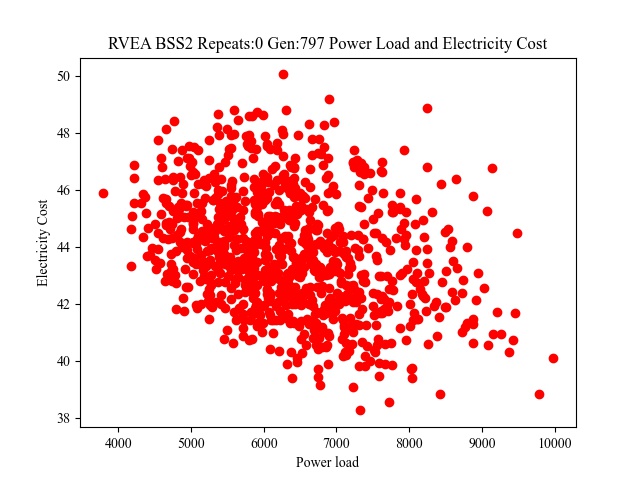 RVEA BSS2 Repeats:0 Gen:797 Power Load and Electricity Cost
50
48
46
44
42
40
38
Electricity Cost
4000 5000 6000 7000 8000 9000 10000
Power load